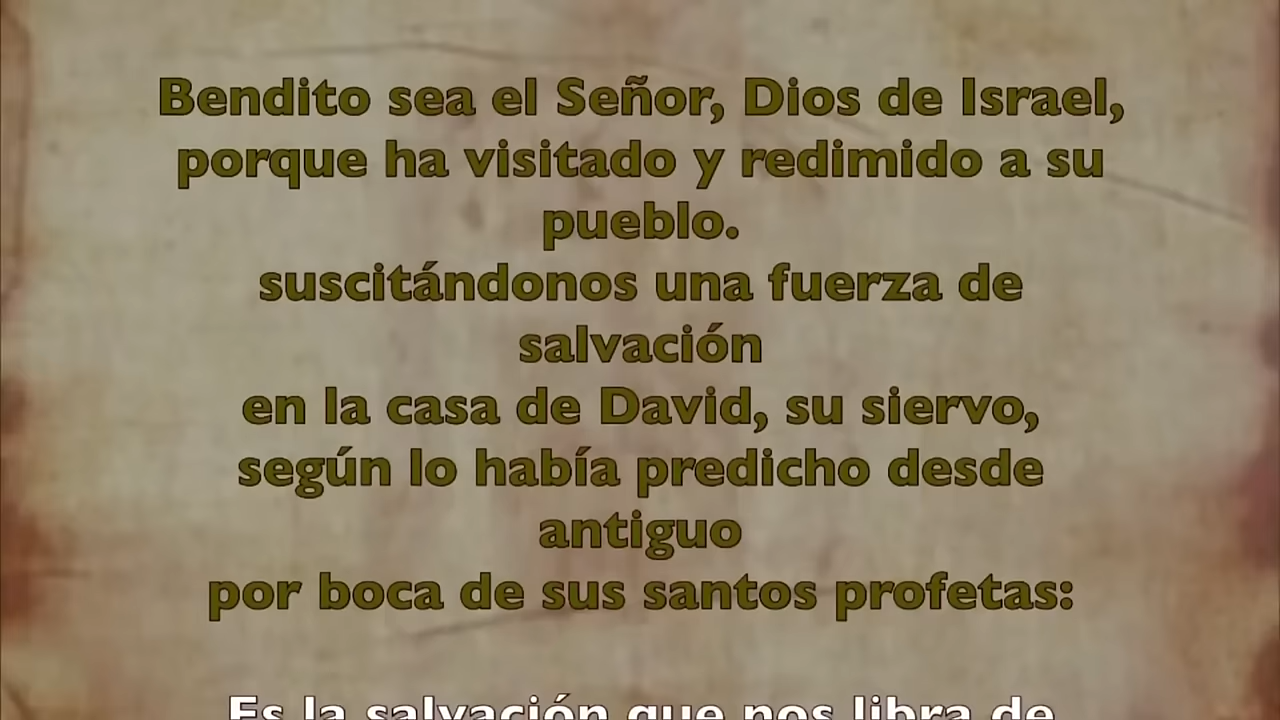 Bendito sea el Señor, Dios de Israel,
porque ha visitado y redimido a su
pueblo.
suscitándonos una fuerza de
salvación
en la casa de David, su siervo,
según lo había predicho desde
antiguo
por boca de sus santos profetas:
Es la salvación que nos libra de